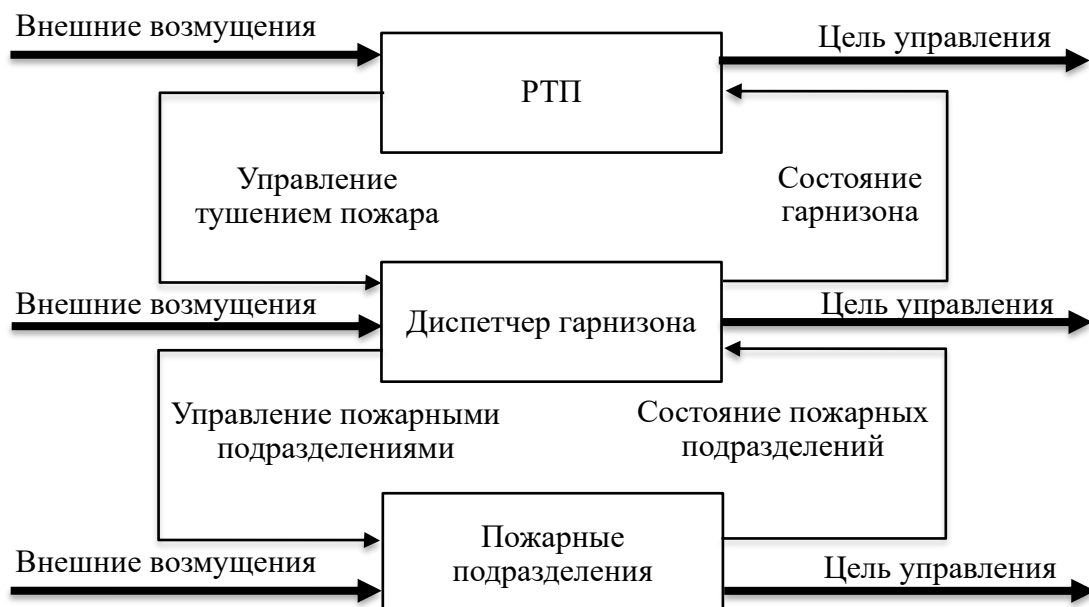 Внешние возмущения
Цель управления
РТП
Управление
тушением пожара
Состояние
гарнизона
Внешние возмущения
Цель управления
Диспетчер гарнизона
Управление пожарными
подразделениями
Состояние пожарных
подразделений
Внешние возмущения
Пожарные
подразделения
Цель управления